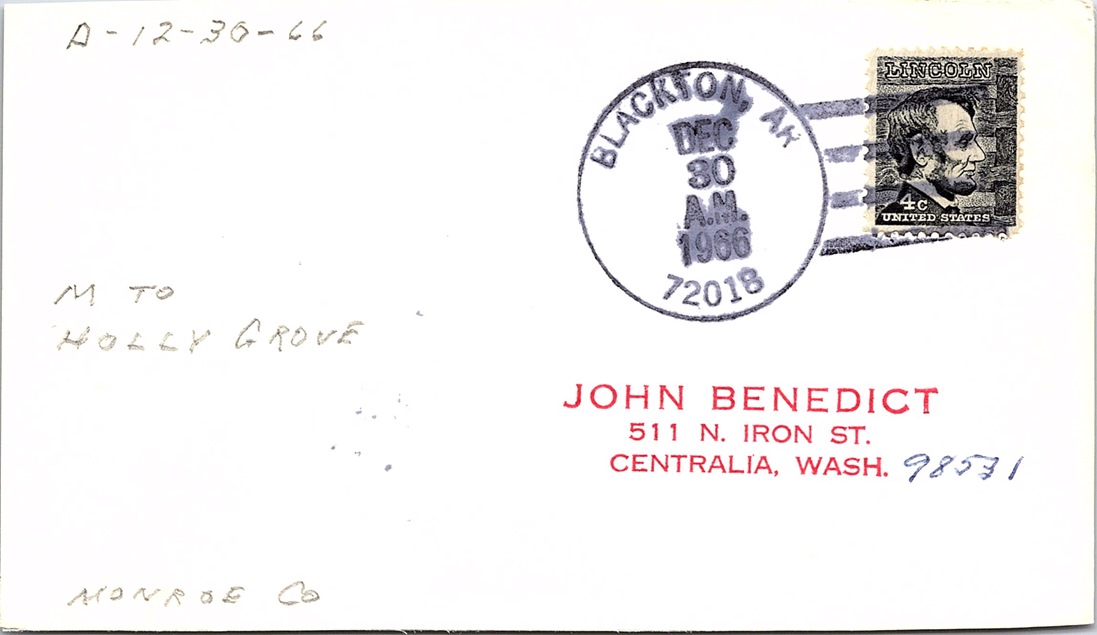 D-12-30-66
BLACKTON, AR
DEC
30
A.M.
1966
72018
LINCOLN
4c
UNITED STATES
M TO
HOLLY GROVE
JOHN BENEDICT
511 N. IRON ST.
CENTRALIA, WASH. 98531
MONROE CO